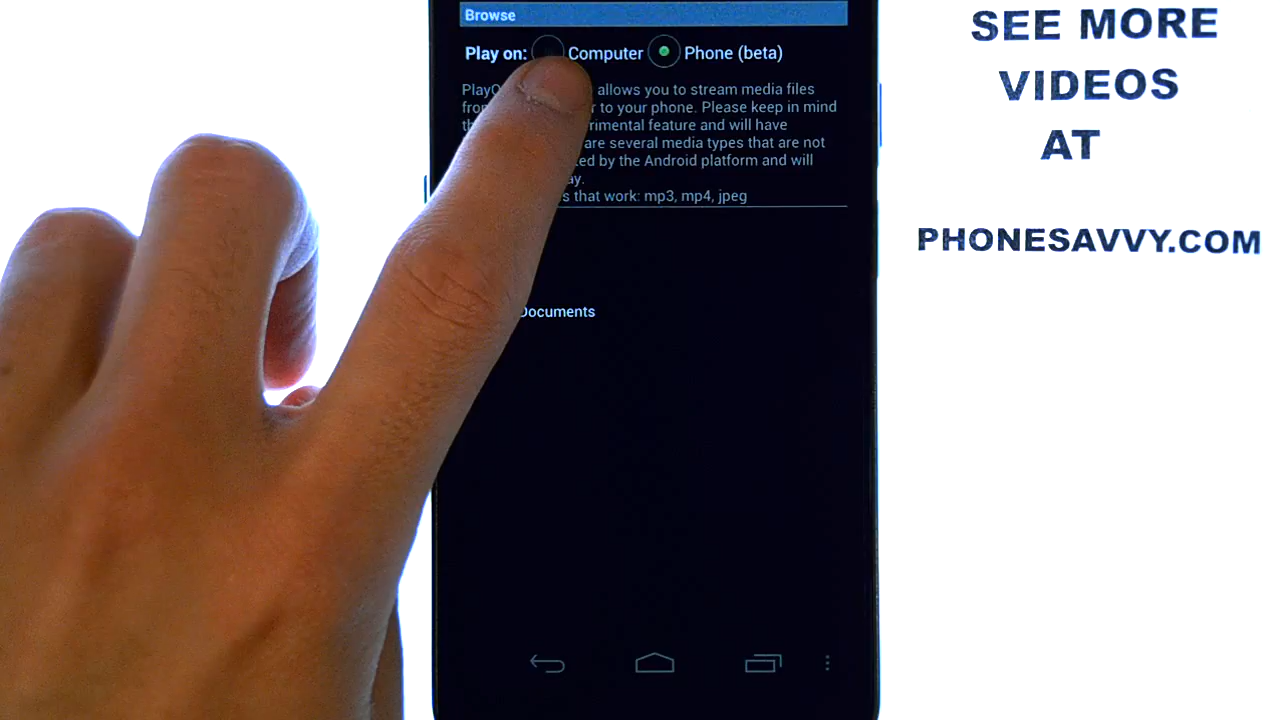 Browse
Play on: Computer Phone (beta)
allows you to stream media files
to your phone. Please keep in mind
feature and will have
are several media types that are not
by the Android platform and will
that work: mp3, mp4, jpeg
Documents
SEE MORE
VIDEOS
AT
PHONESAVVY.COM